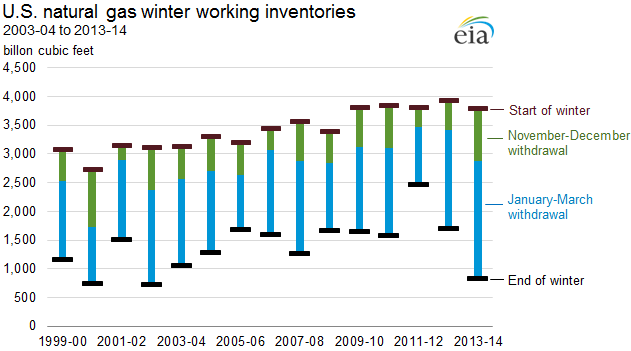 U.S. natural gas winter working inventories
2003-04 to 2013-14
billon cubic feet
eia
4,500
4,000
3,500
3,000
2,500
2,000
1,500
1,000
500
0
Start of winter
November-December
withdrawal
January-March
withdrawal
End of winter
1999-00 2001-02 2003-04 2005-06 2007-08 2009-10 2011-12 2013-14